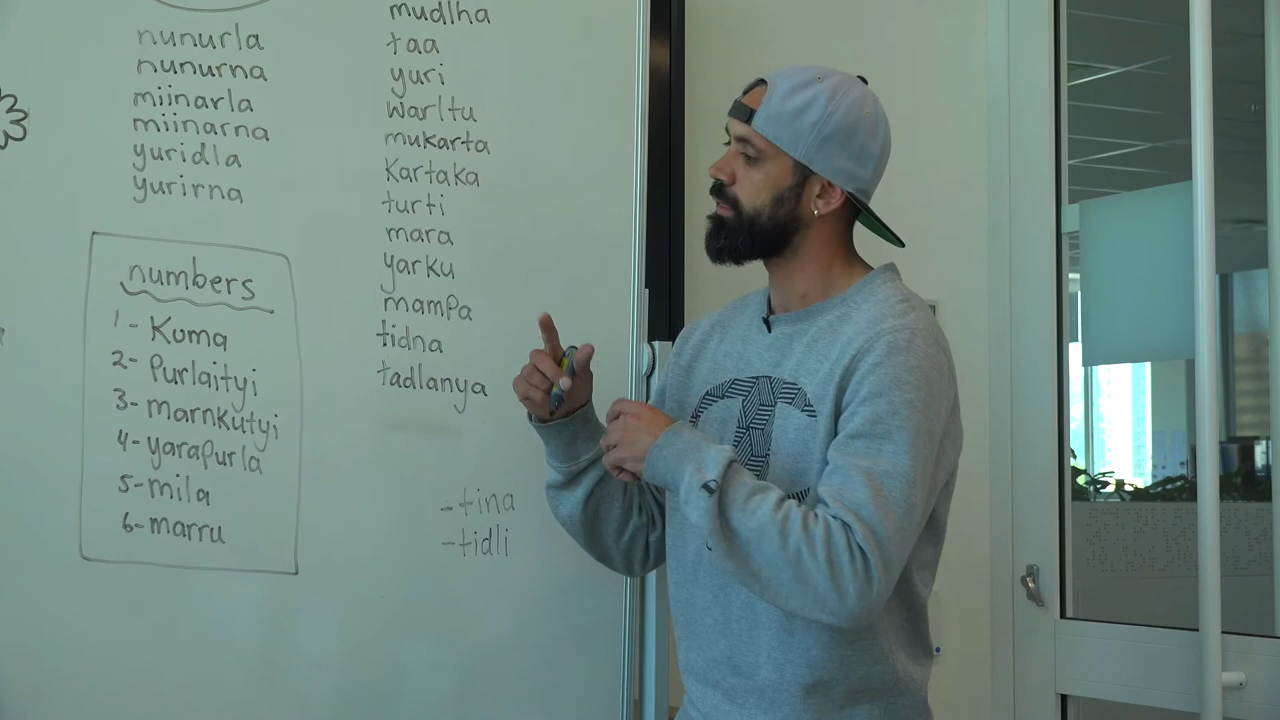 nunurla
nunurna
miinarla
miinarna
yuridla
yurirna
numbers
1- Kuma
2- Purlaityi
3- marnkutyi
4- yarapurla
5- mila
6- marru
mudlha
taa
yuri
warltu
mukarta
Kartaka
turti
mara
yarku
mampa
tidna
tadlanya
- tina
- tidli